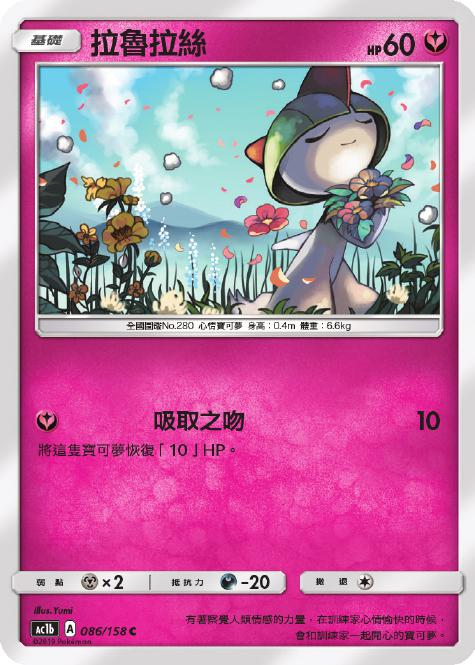 基礎 拉魯拉絲 HP60
全國圖鑑No.280 心情寶可夢 身高：0.4m 體重：6.6kg
吸取之吻 10
將這隻寶可夢恢復「10」HP。
弱點 ×2 抵抗力 -20 撤退
Illus.Yumi
AC1b A 086/158 C
©2019 Pokémon
有著察覺人類情感的力量，在訓練家心情愉快的時候，
會和訓練家一起開心的寶可夢。